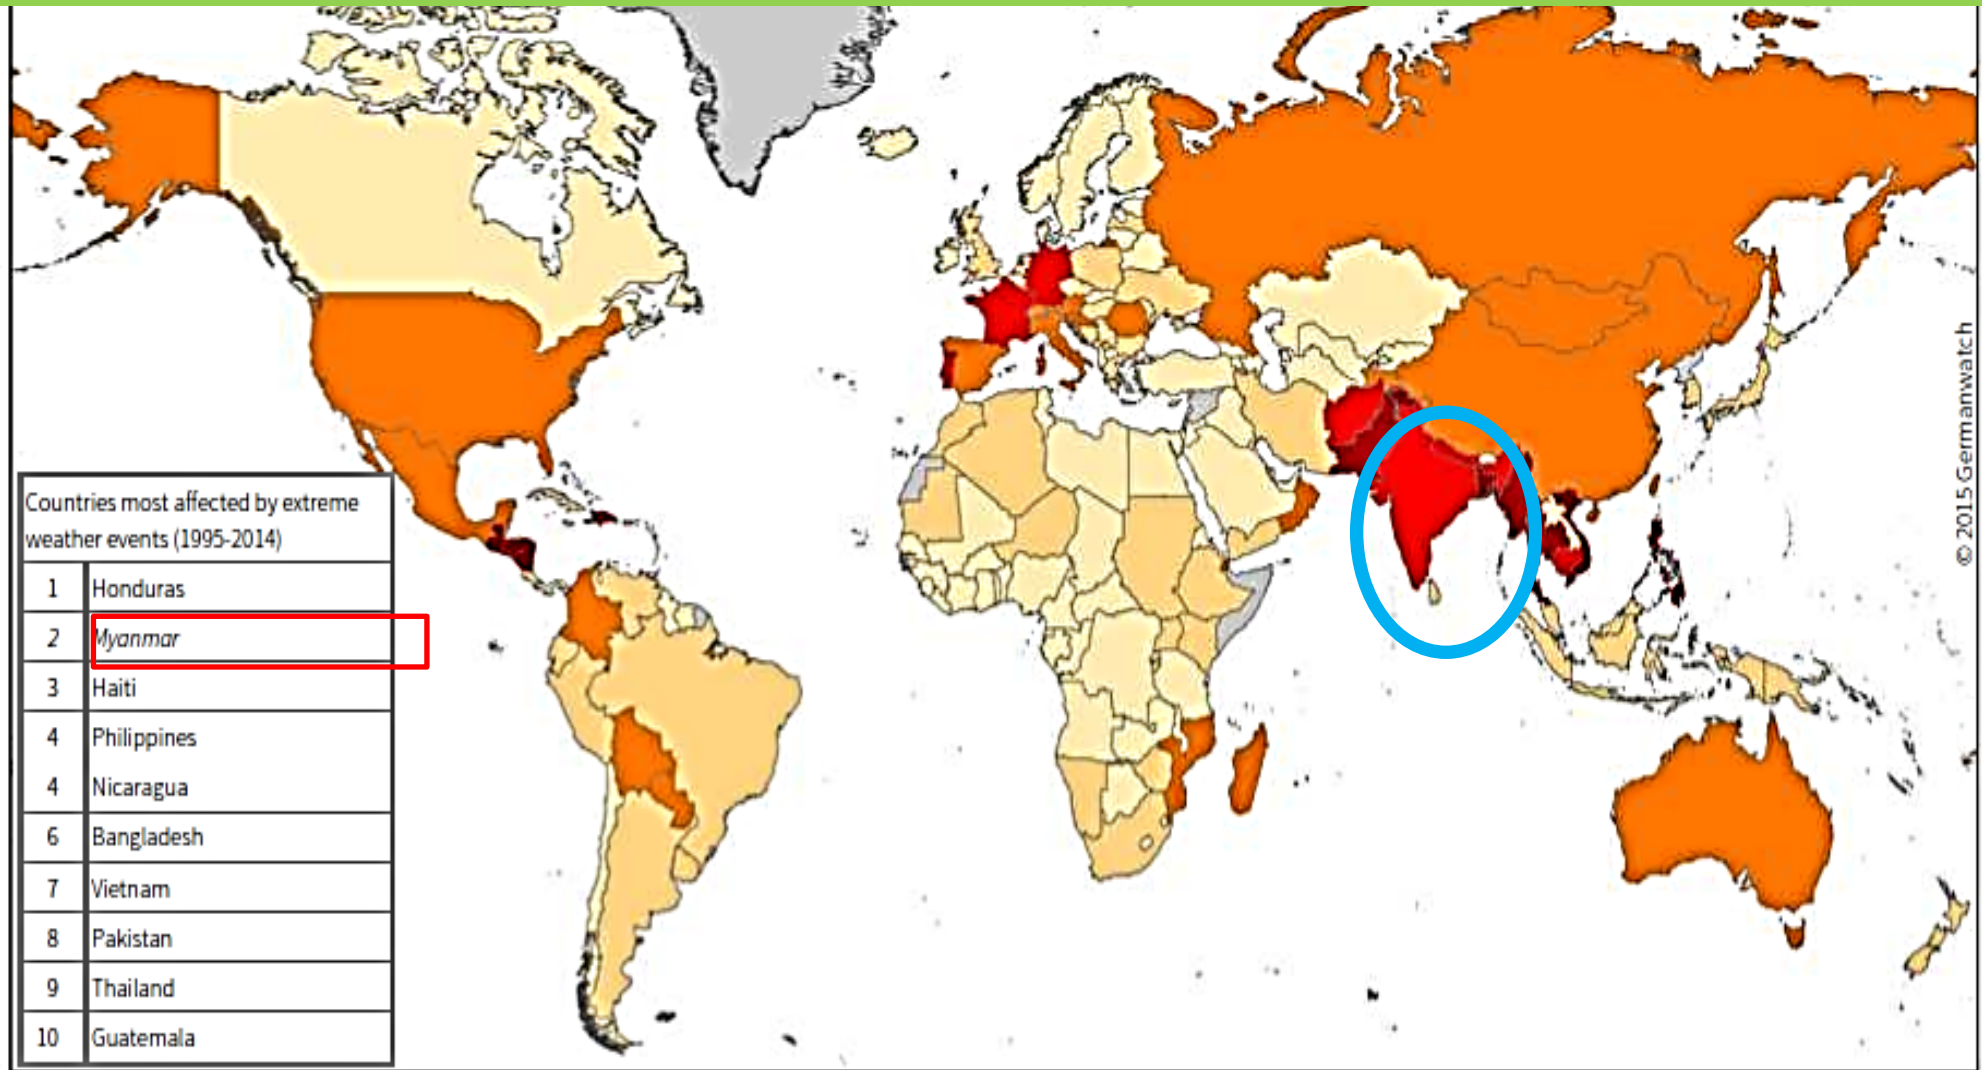 Countries most affected by extreme
weather events (1995-2014)
1 Honduras
2 Myanmar
3 Haiti
4 Philippines
4 Nicaragua
6 Bangladesh
7 Vietnam
8 Pakistan
9 Thailand
10 Guatemala
© 2015 Germanwatch